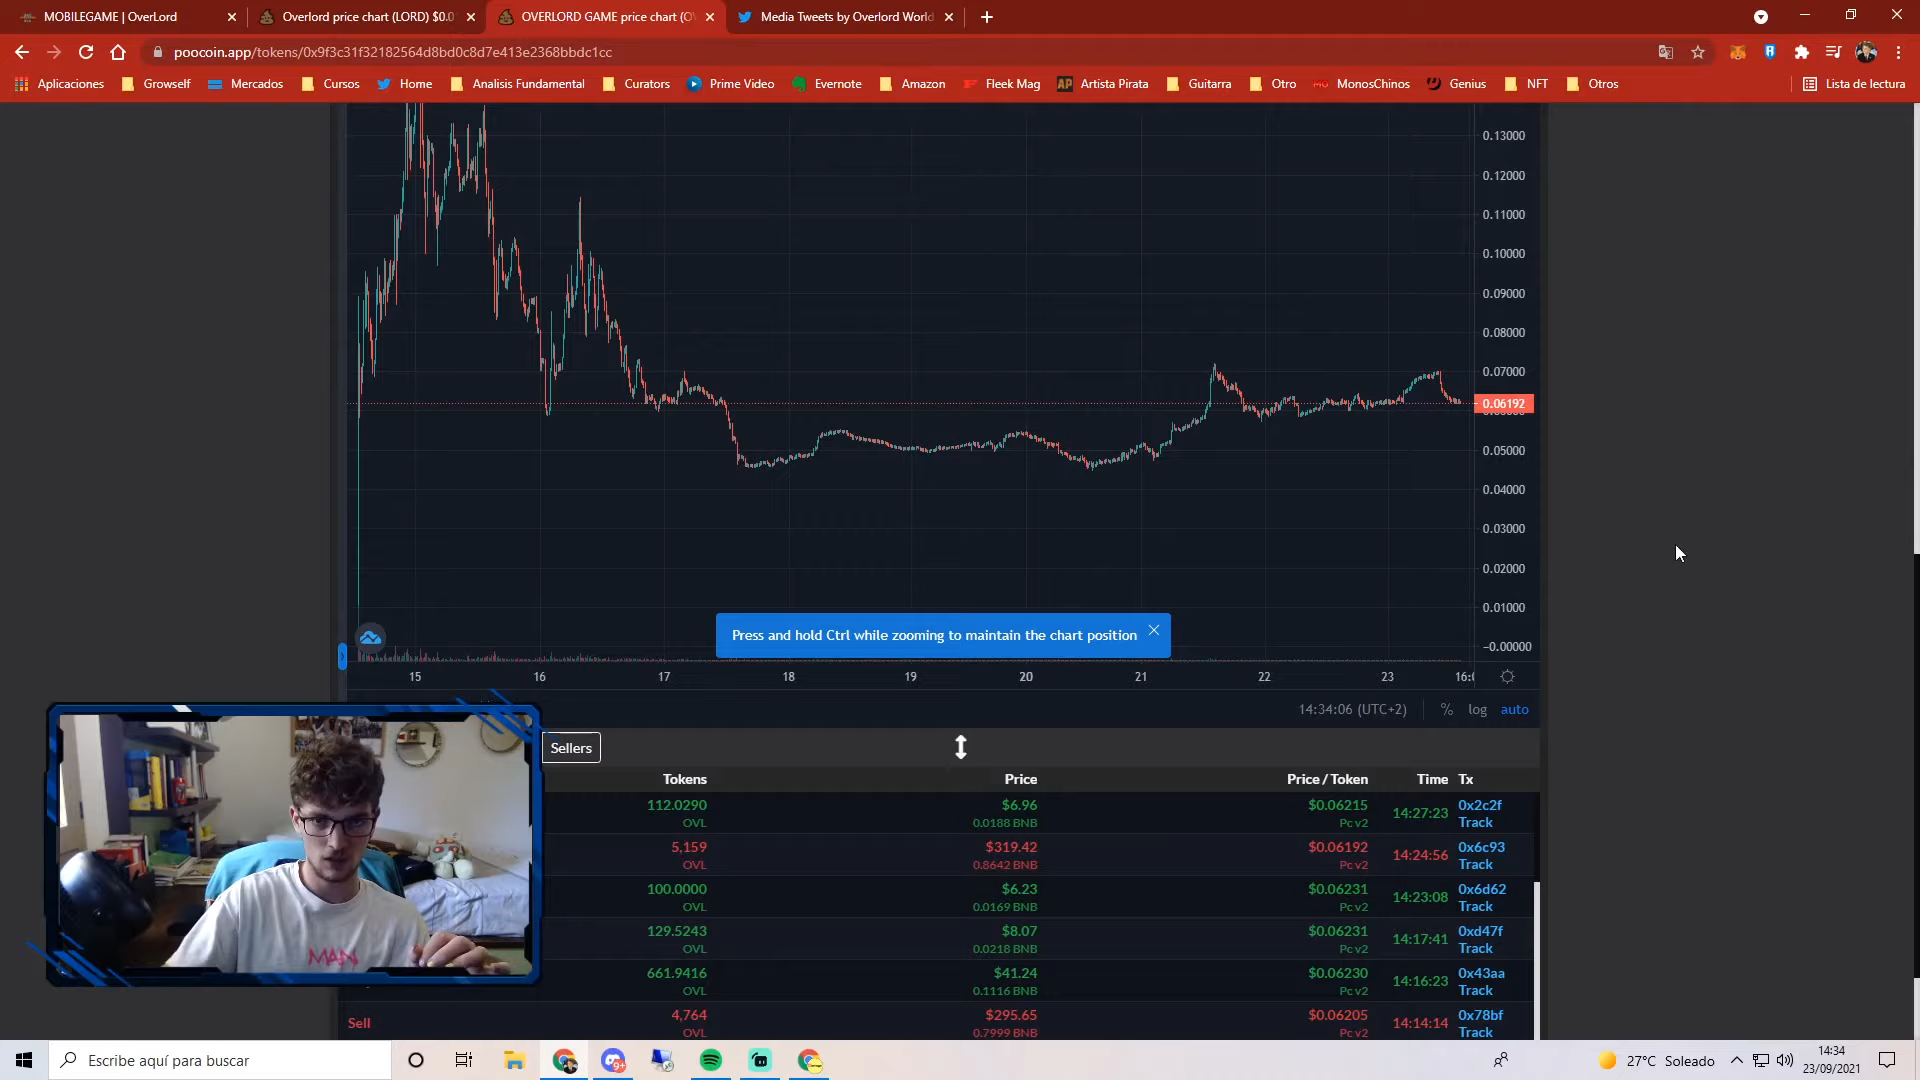 MOBILEGAME | OverLord
Overlord price chart (LORD) $0.0
OVERLORD GAME price chart (O
Media Tweets by Overlord World
poocoin.app/tokens/0x9f3c31f32182564d8bd0c8d7e413e2368bbdc1cc
Aplicaciones
Growself
Mercados
Cursos
Home
Analisis Fundamental
Curators
Prime Video
Evernote
Amazon
Fleek Mag
AP Artista Pirata
Guitarra
Otro
MonosChinos
Genius
NFT
Otros
Lista de lectura
0.13000
0.12000
0.11000
0.10000
0.09000
0.08000
0.07000
0.06192
0.05000
0.04000
0.03000
0.02000
0.01000
-0.00000
Press and hold Ctrl while zooming to maintain the chart position
15 16 17 18 19 20 21 22 23
14:34:06 (UTC+2) % log auto
Sellers
Tokens Price Price / Token Time Tx
112.0290 $6.96 $0.06215 14:27:23 0x2c2f
OVL 0.0188 BNB Pc v2 Track
5,159 $319.42 $0.06192 14:24:56 0x6c93
OVL 0.8642 BNB Pc v2 Track
100.0000 $6.23 $0.06231 14:23:08 0x6d62
OVL 0.0169 BNB Pc v2 Track
129.5243 $8.07 $0.06231 14:17:41 0xd47f
OVL 0.0218 BNB Pc v2 Track
661.9416 $41.24 $0.06230 14:16:23 0x43aa
OVL 0.1116 BNB Pc v2 Track
Sell 4,764 $295.65 $0.06205 14:14:14 0x78bf
OVL 0.7999 BNB Pc v2 Track
MAN
Escribe aquí para buscar
9+
27°C Soleado
14:34
23/09/2021